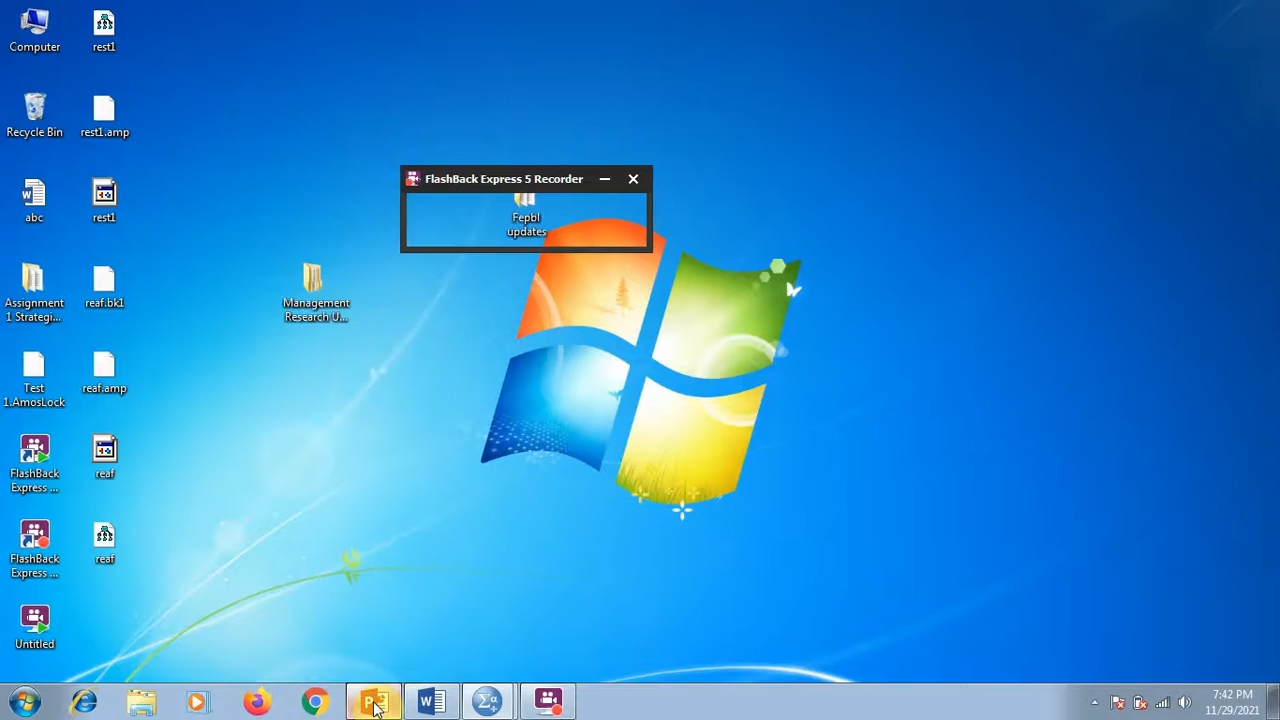 Computer
rest1
Recycle Bin
rest1.amp
FlashBack Express 5 Recorder
abc
rest1
Fepbl
updates
Assignment
1 Strategi...
reaf.bk1
Management
Research U...
Test
1.AmosLock
reaf.amp
FlashBack
Express ...
reaf
FlashBack
Express ...
reaf
Untitled
7:42 PM
11/29/2021